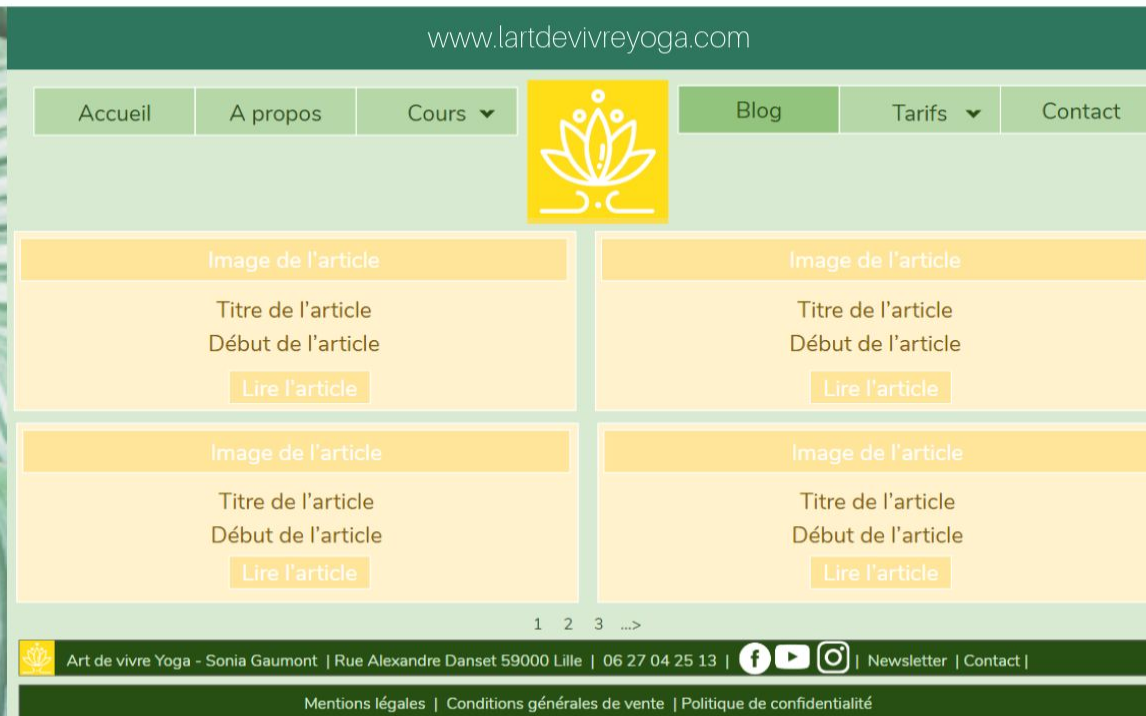 www.lartdevivreyoga.com
Accueil A propos Cours Blog Tarifs Contact
Image de l'article Image de l'article
Titre de l'article Titre de l'article
Début de l'article Début de l'article
Lire l'article Lire l'article
Image de l'article Image de l'article
Titre de l'article Titre de l'article
Début de l'article Début de l'article
Lire l'article Lire l'article
1 2 3 ...>
Art de vivre Yoga - Sonia Gaumont | Rue Alexandre Danset 59000 Lille | 06 27 04 25 13 | f | Newsletter | Contact |
Mentions légales | Conditions générales de vente | Politique de confidentialité